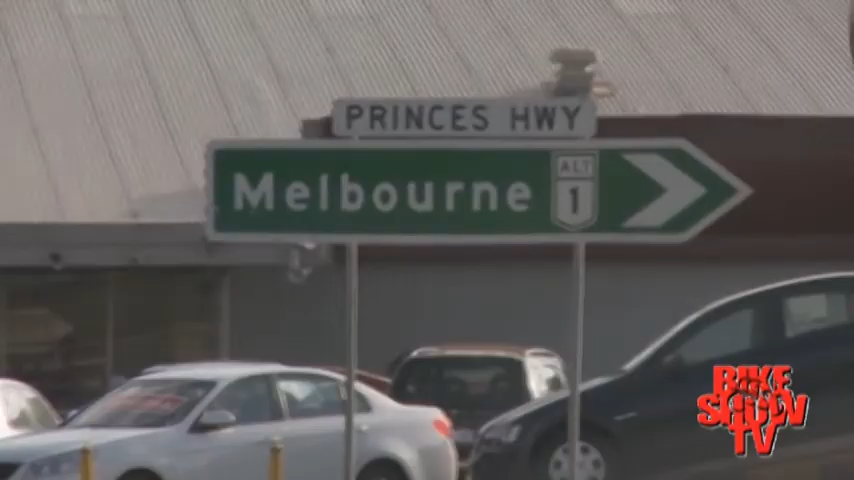 PRINCES HWY
Melbourne
ALT
1
BIKE
SHOW
TV